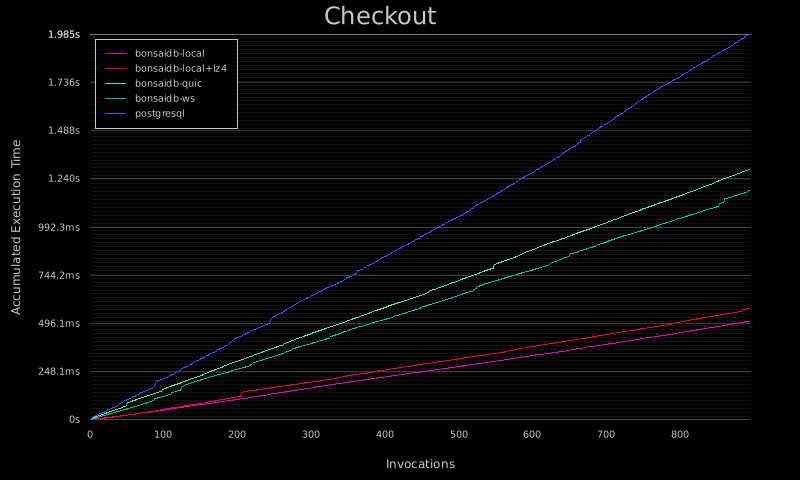 Checkout
1.985s
1.736s
1.488s
1.240s
992.3ms
744.2ms
496.1ms
248.1ms
0s
Accumulated Execution Time
bonsaidb-local
bonsaidb-local+lz4
bonsaidb-quic
bonsaidb-ws
postgresql
0 100 200 300 400 500 600 700 800
Invocations